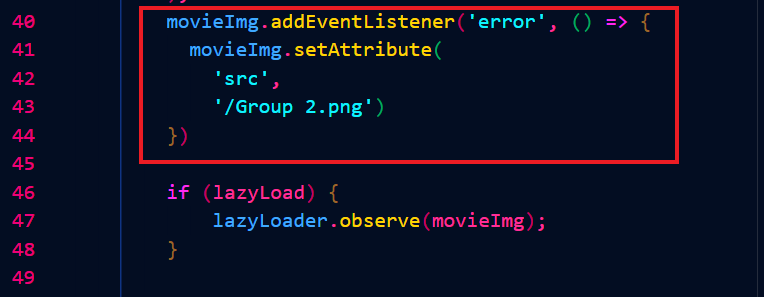 40 movieImg.addEventListener('error', () => {
41 movieImg.setAttribute(
42 'src',
43 '/Group 2.png')
44 })
45
46 if (lazyLoad) {
47 lazyLoader.observe(movieImg);
48 }
49